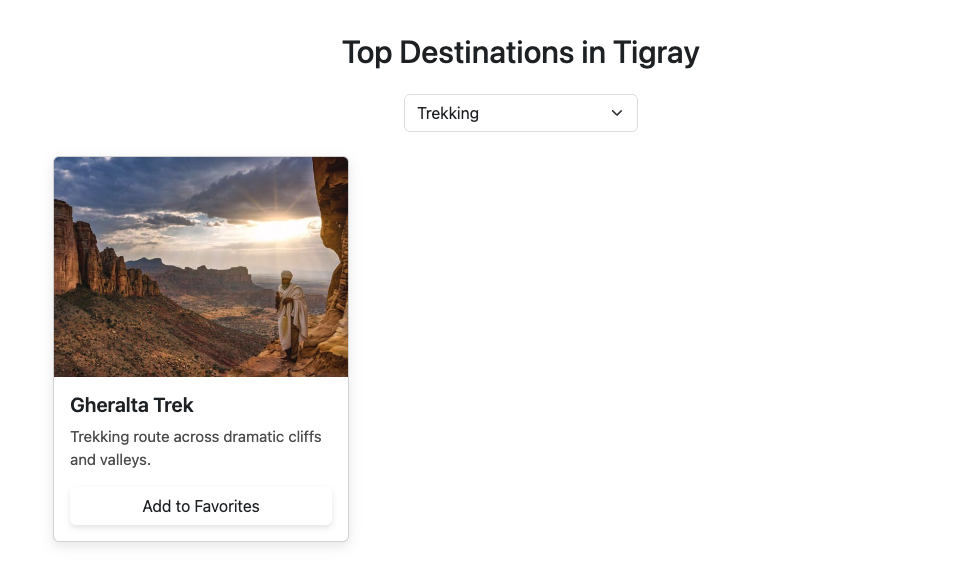 Top Destinations in Tigray
Trekking
Gheralta Trek
Trekking route across dramatic cliffs
and valleys.
Add to Favorites